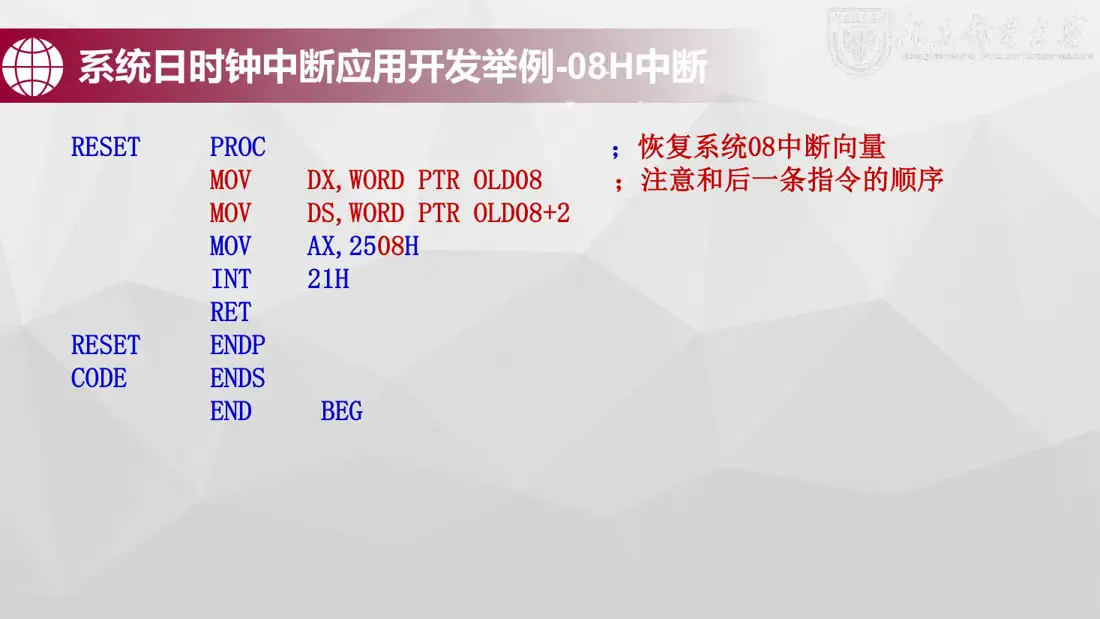 系统日时钟中断应用开发举例-08H中断
RESET PROC ；恢复系统08中断向量
MOV DX,WORD PTR OLD08 ；注意和后一条指令的顺序
MOV DS,WORD PTR OLD08+2
MOV AX,2508H
INT 21H
RET
RESET ENDP
CODE ENDS
END BEG